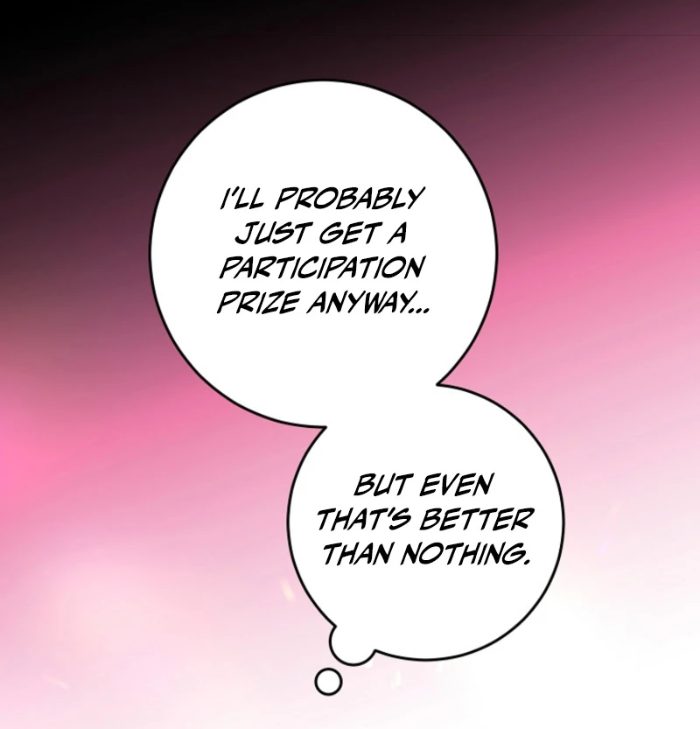 I'LL PROBABLY
JUST GET A
PARTICIPATION
PRIZE ANYWAY...
BUT EVEN
THAT'S BETTER
THAN NOTHING.